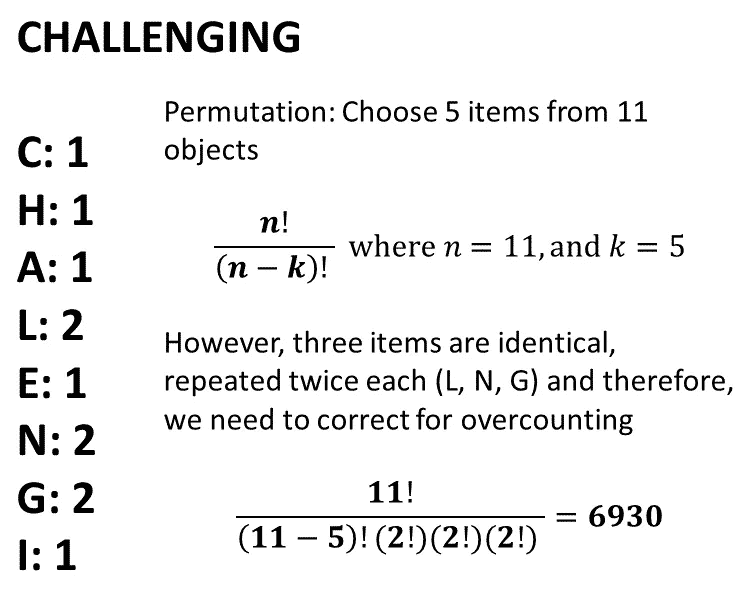 CHALLENGING
Permutation: Choose 5 items from 11
objects
C: 1
H: 1
A: 1
L: 2
E: 1
N: 2
G: 2
I: 1
n!
(n − k)!
where n = 11, and k = 5
However, three items are identical,
repeated twice each (L, N, G) and therefore,
we need to correct for overcounting
11!
(11 − 5)! (2!)(2!)(2!)
= 6930